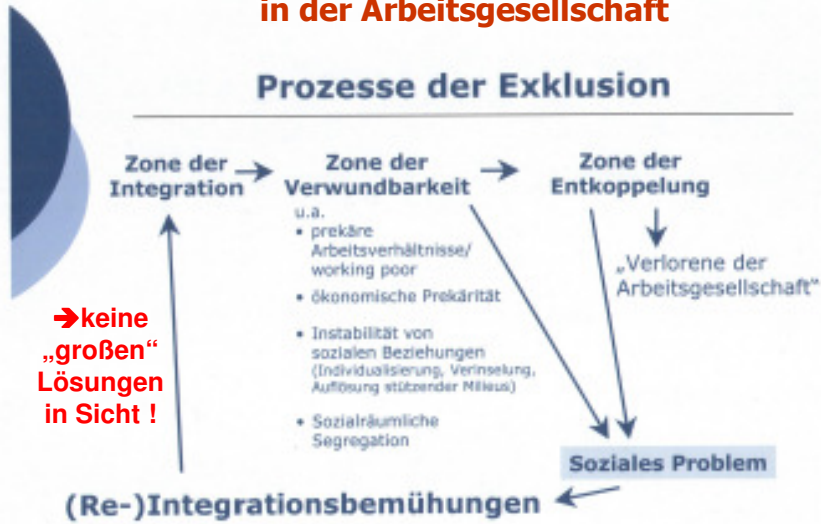 in der Arbeitsgesellschaft
Prozesse der Exklusion
Zone der
Integration
Zone der
Verwundbarkeit
u.a.
• prekäre
Arbeitsverhältnisse/
working poor
• ökonomische Prekärität
• Instabilität von
sozialen Beziehungen
(Individualisierung, Verinselung,
Auflösung stützender Milieus)
• Sozialräumliche
Segregation
Zone der
Entkoppelung
„Verlorene der
Arbeitsgesellschaft“
➔keine
„großen“
Lösungen
in Sicht !
Soziales Problem
(Re-)Integrationsbemühungen